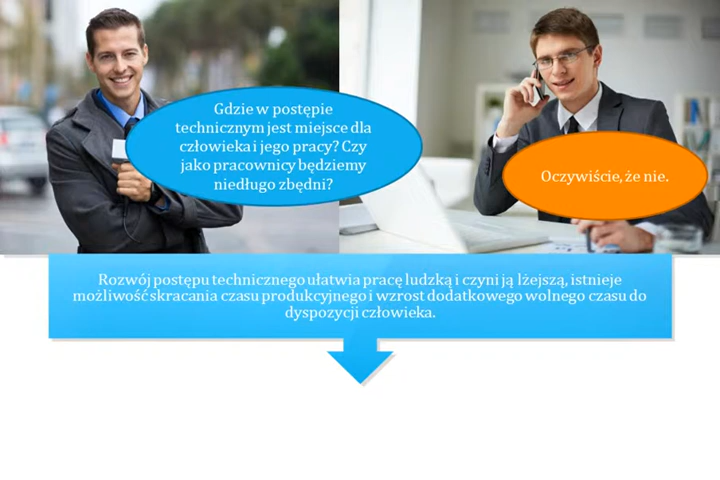 Gdzie w postępie
technicznym jest miejsce dla
człowieka i jego pracy? Czy
jako pracownicy będziemy
niedługo zbędni?
Oczywiście, że nie.
Rozwój postępu technicznego ułatwia pracę ludzką i czyni ją lżejszą, istnieje
możliwość skracania czasu produkcyjnego i wzrost dodatkowego wolnego czasu do
dyspozycji człowieka.